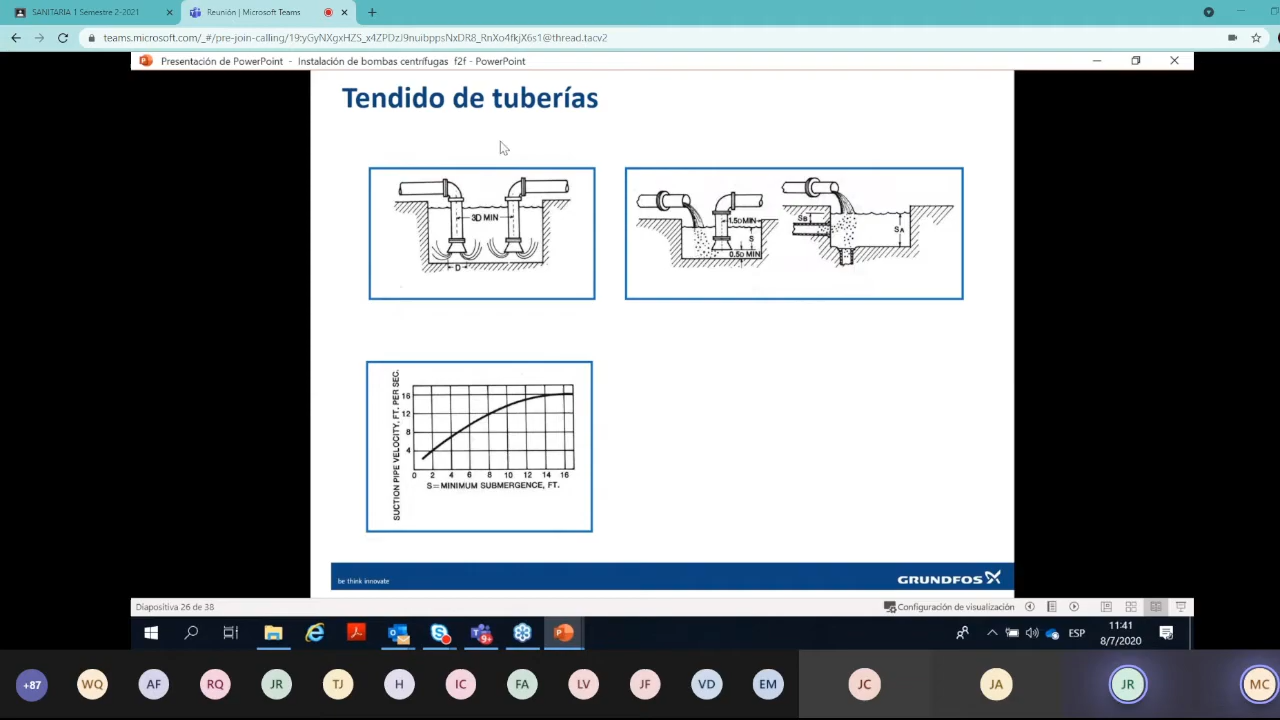 SANITARIA 1 Semestre 2-2021
Reunión | Microsoft Teams
teams.microsoft.com/_#/pre-join-calling/19:yGyNXgxHZS_x4ZPDzJ9nuibppsNxDR8_RnXo4fkjX6s1@thread.tacv2
Presentación de PowerPoint - Instalación de bombas centrífugas f2f - PowerPoint
Tendido de tuberías
3D MIN
D
1.5D MIN
S
0.5D MIN
SB
SA
SUCTION PIPE VELOCITY, FT. PER SEC.
16
12
8
4
0 2 4 6 8 10 12 14 16
S=MINIMUM SUBMERGENCE, FT.
be think innovate
GRUNDFOS
Diapositiva 26 de 38
Configuración de visualización
9+
ESP
11:41
8/7/2020
+87 WQ AF RQ JR TJ H IC FA LV JF VD EM JC JA JR MC